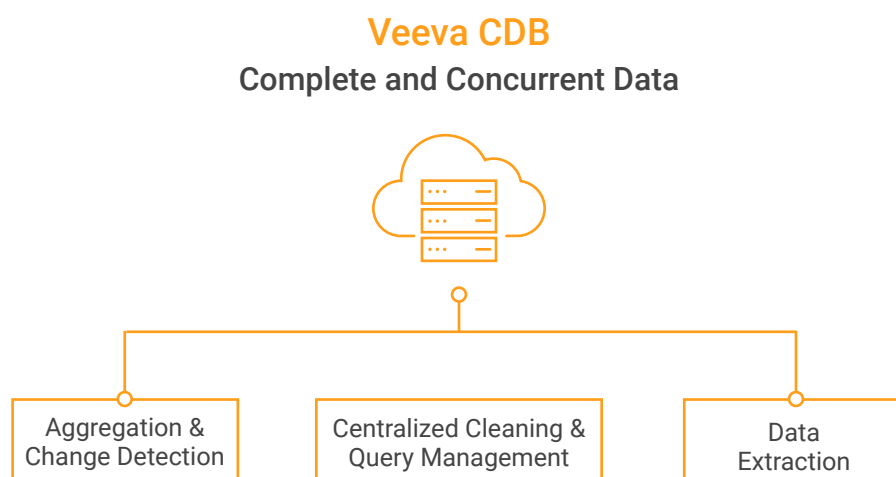 Veeva CDB
Complete and Concurrent Data
Aggregation &
Change Detection
Centralized Cleaning &
Query Management
Data
Extraction